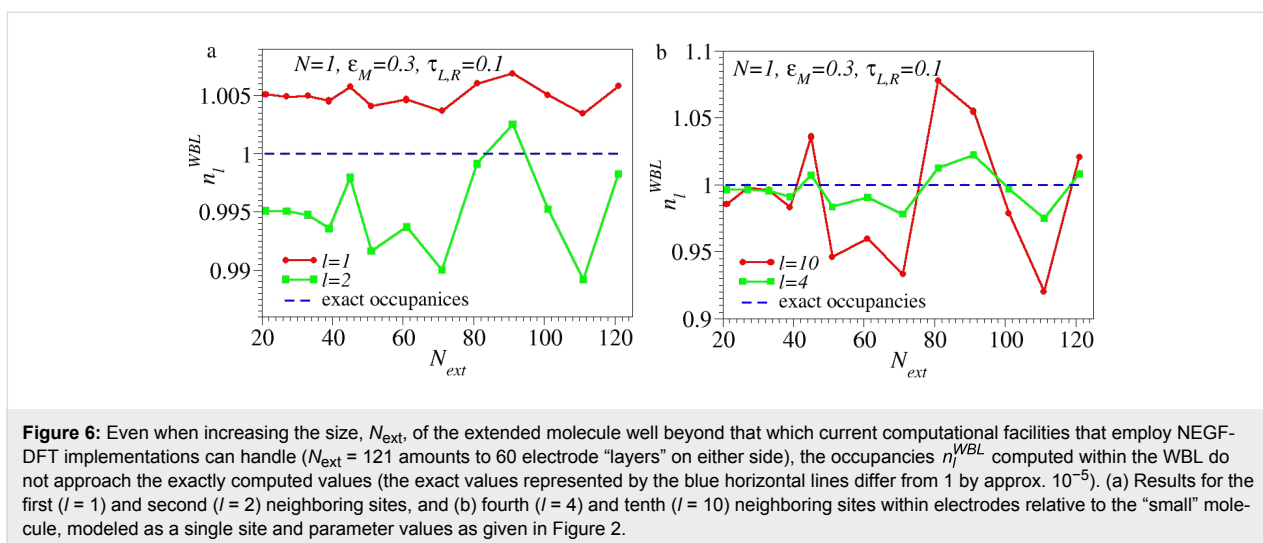 a
N=1, ε_M=0.3, τ_L,R=0.1
1.005
1
0.995
0.99
n_l^WBL
l=1
l=2
exact occupanices
20 40 60 80 100 120
N_ext
b
N=1, ε_M=0.3, τ_L,R=0.1
1.1
1.05
1
0.95
0.9
n_l^WBL
l=10
l=4
exact occupancies
20 40 60 80 100 120
N_ext
Figure 6: Even when increasing the size, N_ext, of the extended molecule well beyond that which current computational facilities that employ NEGF-
DFT implementations can handle (N_ext = 121 amounts to 60 electrode “layers” on either side), the occupancies n_l^WBL computed within the WBL do
not approach the exactly computed values (the exact values represented by the blue horizontal lines differ from 1 by approx. 10⁻⁵). (a) Results for the
first (l = 1) and second (l = 2) neighboring sites, and (b) fourth (l = 4) and tenth (l = 10) neighboring sites within electrodes relative to the “small” mole-
cule, modeled as a single site and parameter values as given in Figure 2.